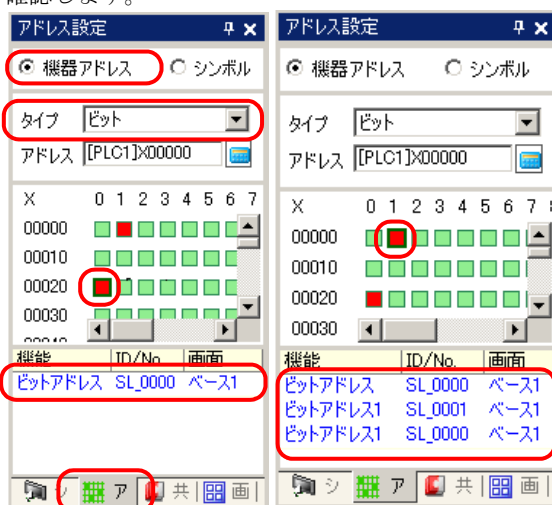 確認します。
アドレス設定
機器アドレス シンボル
タイプ ビット
アドレス [PLC1]X00000
X 0 1 2 3 4 5 6 7
00000
00010
00020
00030
機能 ID/No. 画面
ビットアドレス SL_0000 ベース1
シ ア 共 画
アドレス設定
機器アドレス シンボル
タイプ ビット
アドレス [PLC1]X00000
X 0 1 2 3 4 5 6 7
00000
00010
00020
00030
機能 ID/No. 画面
ビットアドレス SL_0000 ベース1
ビットアドレス1 SL_0001 ベース1
ビットアドレス1 SL_0000 ベース1
シ ア 共 画